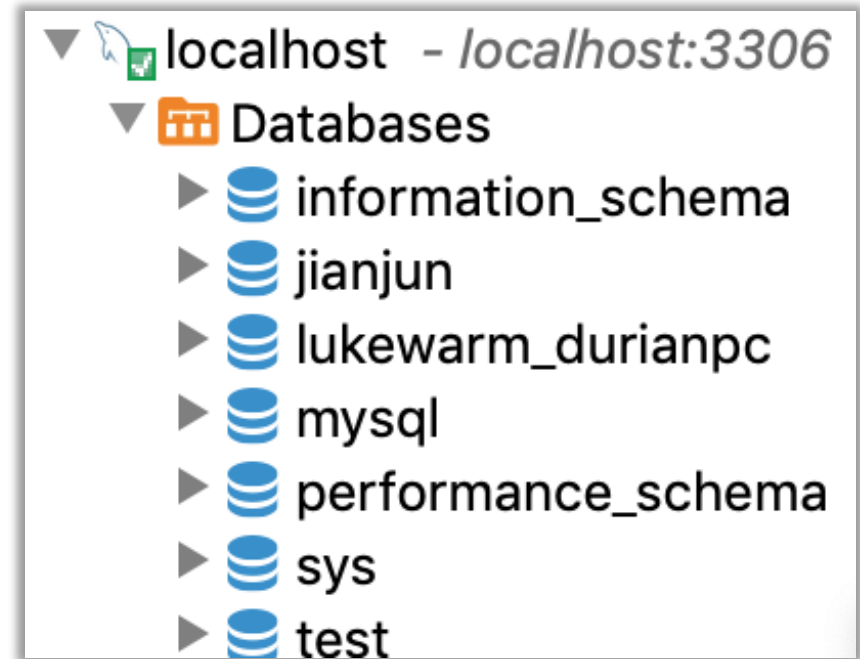 localhost - localhost:3306
Databases
information_schema
jianjun
lukewarm_durianpc
mysql
performance_schema
sys
test